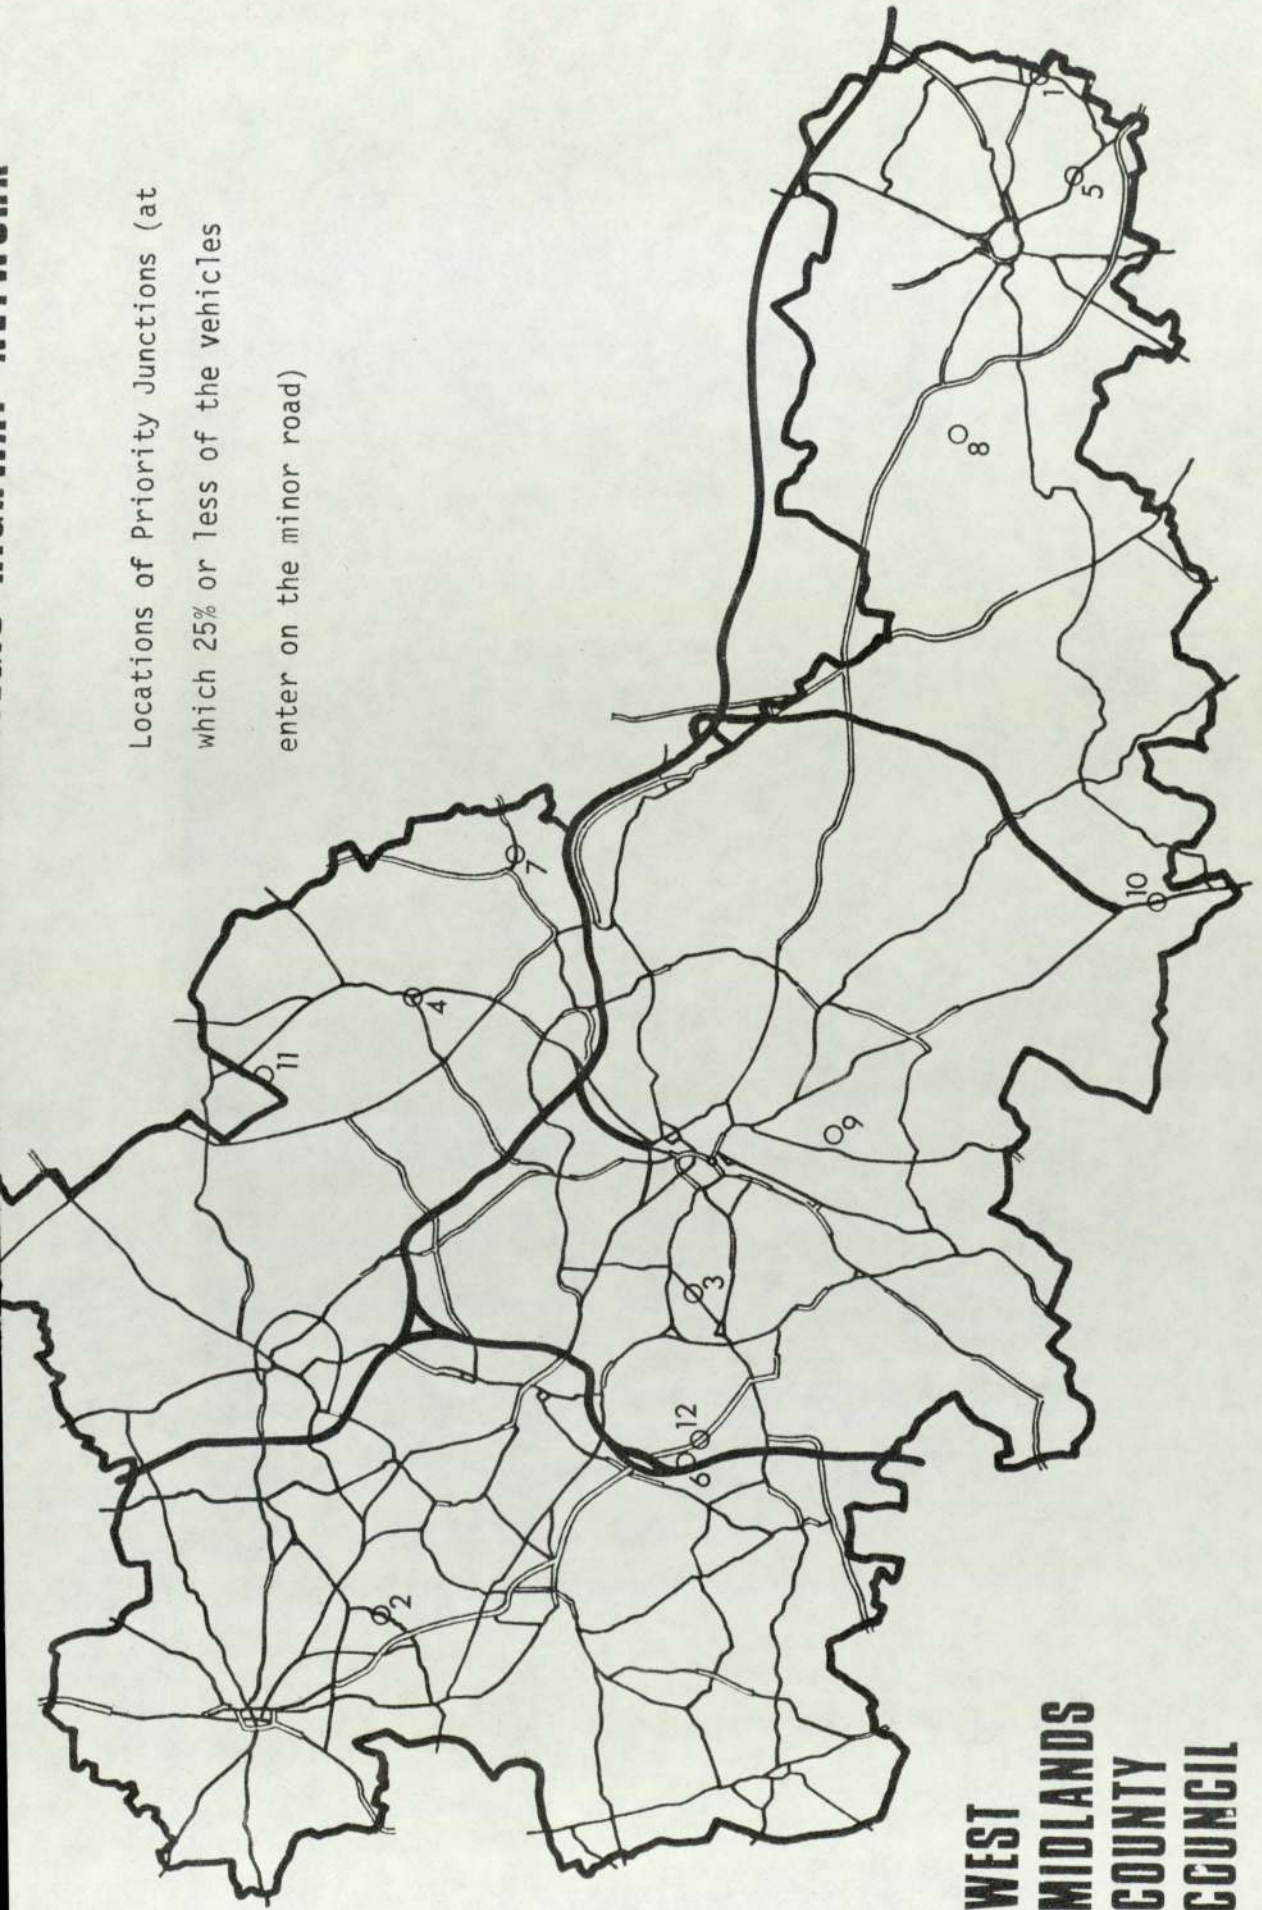 Locations of Priority Junctions (at
which 25% or less of the vehicles
enter on the minor road)
1
5
8
7
10
4
11
9
3
12
6
2
WEST
MIDLANDS
COUNTY
COUNCIL